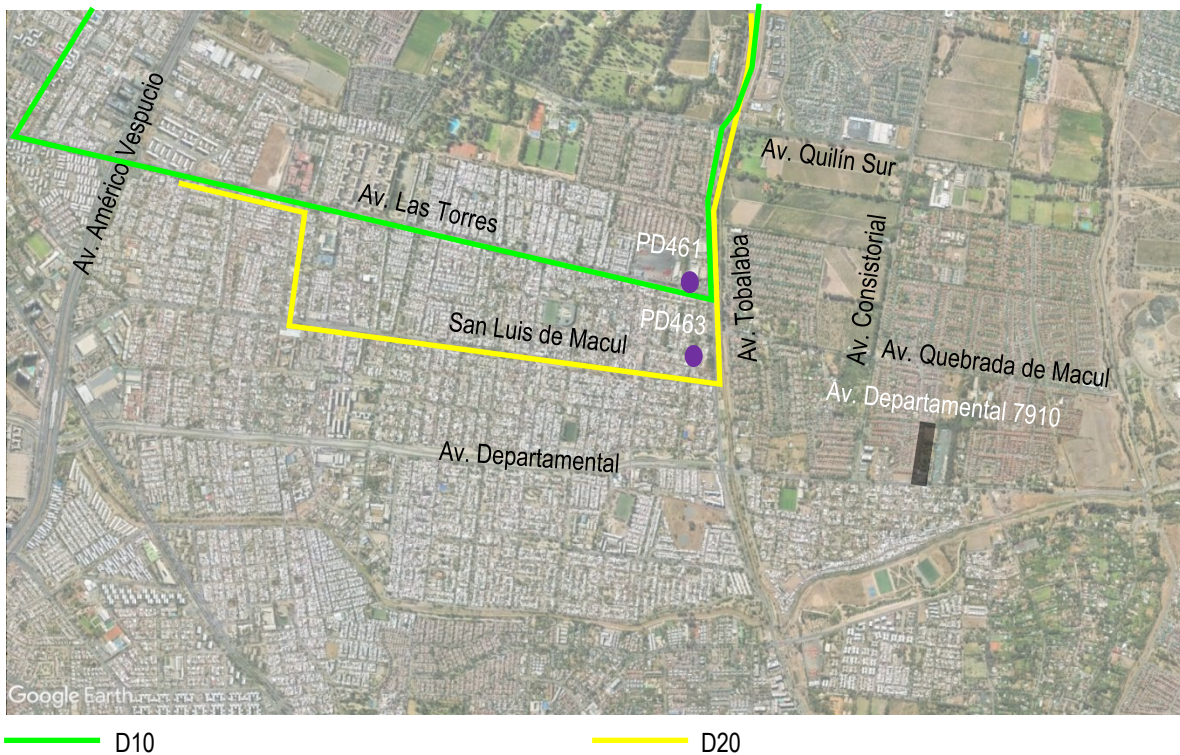 Av. Américo Vespucio
Av. Quilín Sur
Av. Las Torres
PD461
Av. Tobalaba
Av. Consistorial
PD463
San Luis de Macul
Av. Quebrada de Macul
Av. Departamental 7910
Av. Departamental
Google Earth
D10
D20